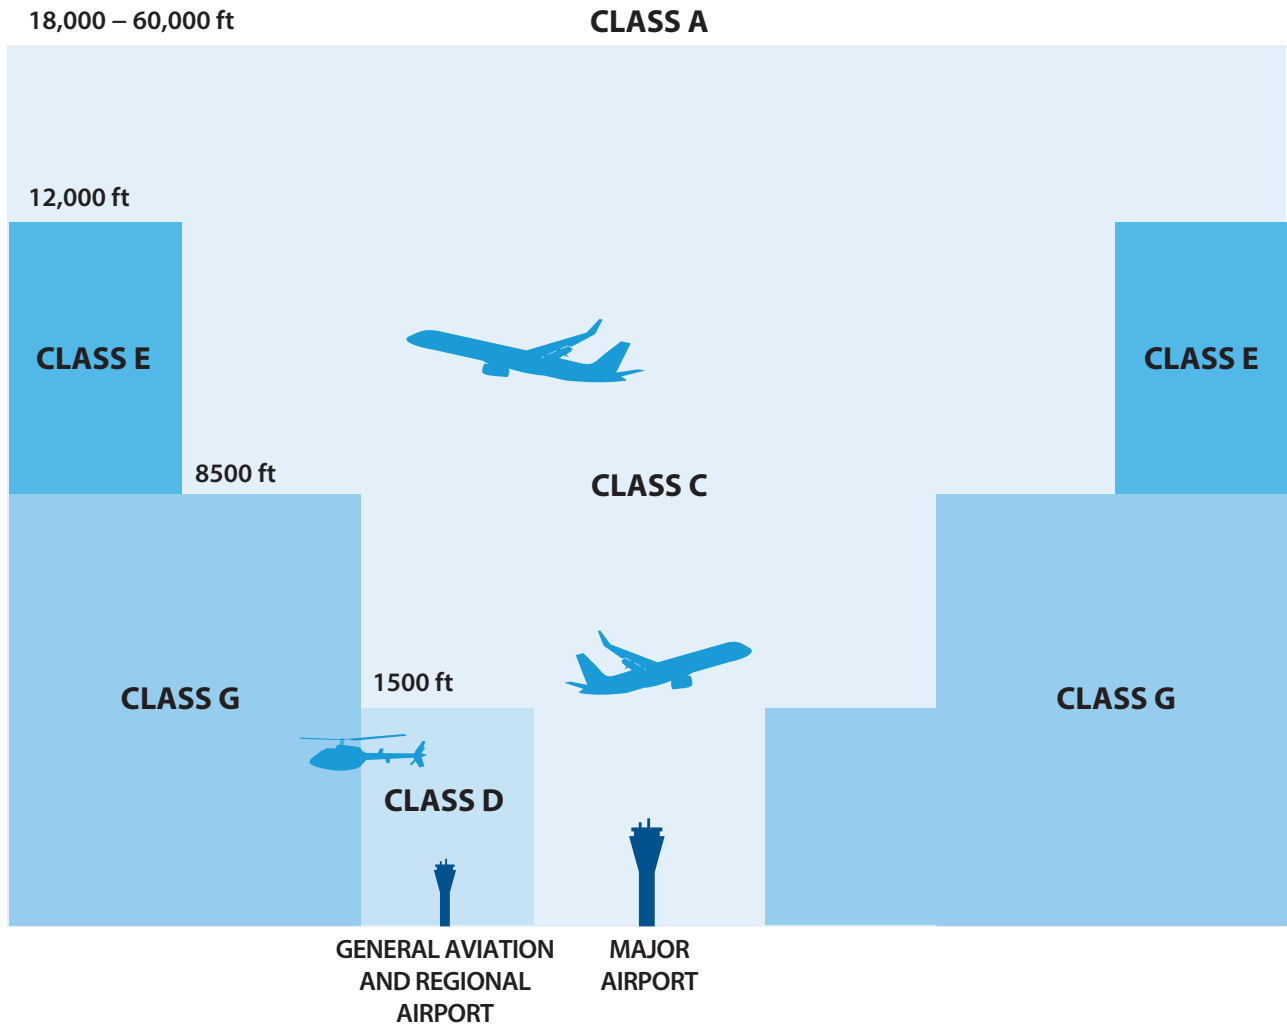 18,000 – 60,000 ft
CLASS A
12,000 ft
CLASS E
CLASS E
8500 ft
CLASS C
1500 ft
CLASS G
CLASS G
CLASS D
GENERAL AVIATION
AND REGIONAL
AIRPORT
MAJOR
AIRPORT